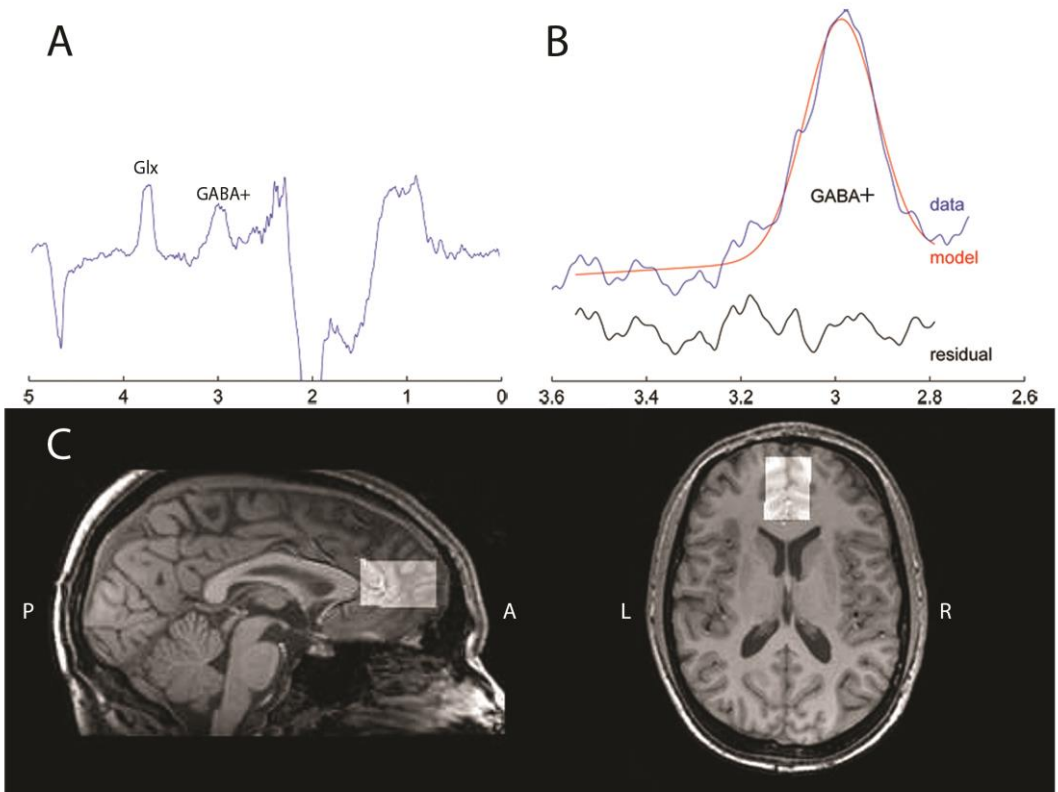 A
Glx
GABA+
5 4 3 2 1 0
B
GABA+
data
model
residual
3.6 3.4 3.2 3 2.8 2.6
C
P A
L R